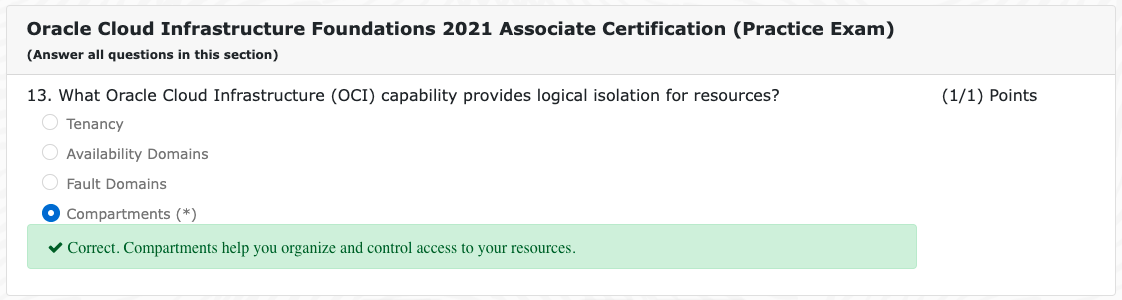 Oracle Cloud Infrastructure Foundations 2021 Associate Certification (Practice Exam)
(Answer all questions in this section)
13. What Oracle Cloud Infrastructure (OCI) capability provides logical isolation for resources? (1/1) Points
Tenancy
Availability Domains
Fault Domains
Compartments (*)
Correct. Compartments help you organize and control access to your resources.